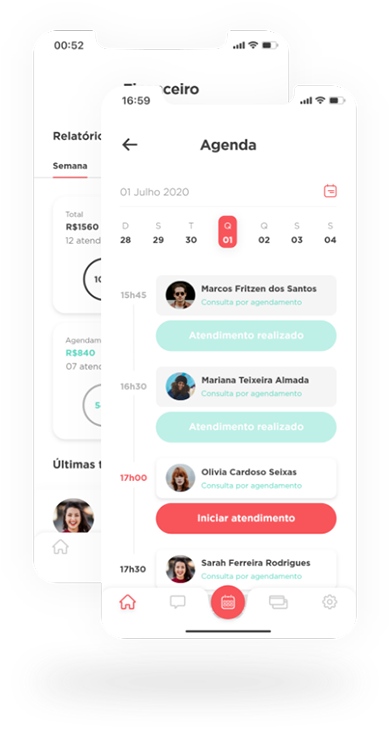 00:52
Relatóri
Semana
Total
R$1560
12 atend
Agendam
R$840
07 atend
Últimas
16:59
Agenda
01 Julho 2020
D S T Q Q S S
28 29 30 01 02 03 04
15h45
Marcos Fritzen dos Santos
Consulta por agendamento
Atendimento realizado
16h30
Mariana Teixeira Almada
Consulta por agendamento
Atendimento realizado
17h00
Olivia Cardoso Seixas
Consulta por agendamento
Iniciar atendimento
17h30
Sarah Ferreira Rodrigues
Consulta por agendamento